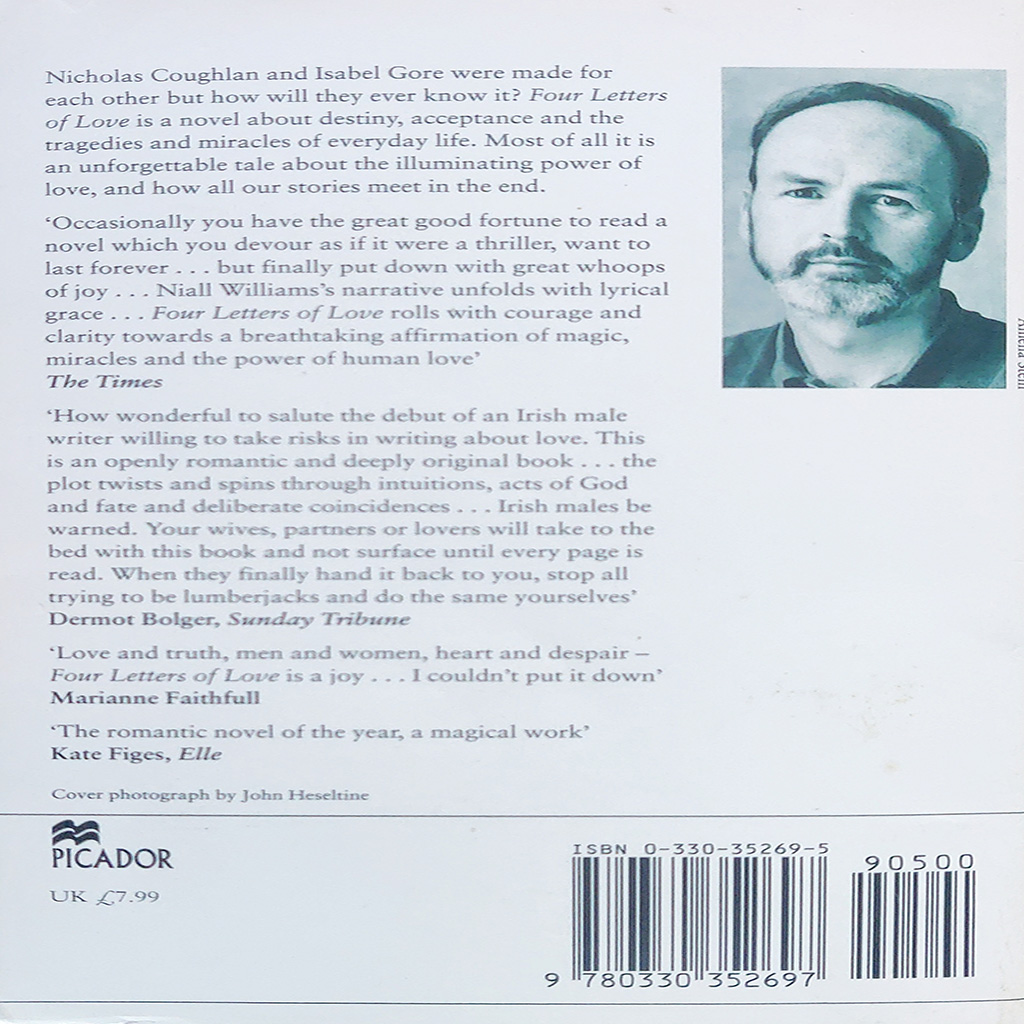 Nicholas Coughlan and Isabel Gore were made for
each other but how will they ever know it? Four Letters
of Love is a novel about destiny, acceptance and the
tragedies and miracles of everyday life. Most of all it is
an unforgettable tale about the illuminating power of
love, and how all our stories meet in the end.
‘Occasionally you have the great good fortune to read a
novel which you devour as if it were a thriller, want to
last forever . . . but finally put down with great whoops
of joy . . . Niall Williams’s narrative unfolds with lyrical
grace . . . Four Letters of Love rolls with courage and
clarity towards a breathtaking affirmation of magic,
miracles and the power of human love’
The Times
‘How wonderful to salute the debut of an Irish male
writer willing to take risks in writing about love. This
is an openly romantic and deeply original book . . . the
plot twists and spins through intuitions, acts of God
and fate and deliberate coincidences . . . Irish males be
warned. Your wives, partners or lovers will take to the
bed with this book and not surface until every page is
read. When they finally hand it back to you, stop all
trying to be lumberjacks and do the same yourselves’
Dermot Bolger, Sunday Tribune
‘Love and truth, men and women, heart and despair –
Four Letters of Love is a joy . . . I couldn’t put it down’
Marianne Faithfull
‘The romantic novel of the year, a magical work’
Kate Figes, Elle
Cover photograph by John Heseltine
PICADOR
UK £7.99
ISBN 0-330-35269-5
90500
9 780330 352697